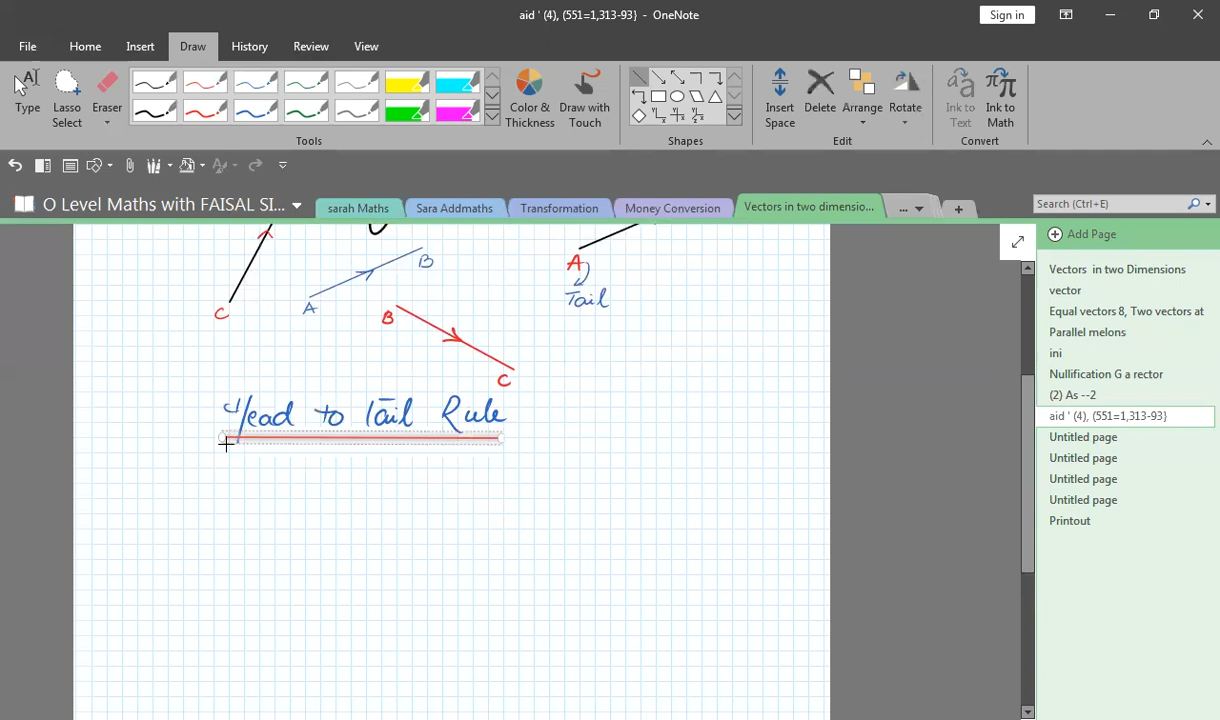 aid ' (4), (551=1,313-93} - OneNote
Sign in
File Home Insert Draw History Review View
Type
Lasso Select
Eraser
Color & Thickness
Draw with Touch
Insert Space
Delete
Arrange
Rotate
Ink to Text
Ink to Math
Tools
Shapes
Edit
Convert
O Level Maths with FAISAL SI...
sarah Maths
Sara Addmaths
Transformation
Money Conversion
Vectors in two dimensio...
...
Search (Ctrl+E)
Add Page
Vectors in two Dimensions
vector
Equal vectors 8, Two vectors at
Parallel melons
ini
Nullification G a rector
(2) As --2
aid ' (4), (551=1,313-93}
Untitled page
Untitled page
Untitled page
Untitled page
Printout
B
A
Tail
C
A
B
C
Head to Tail Rule